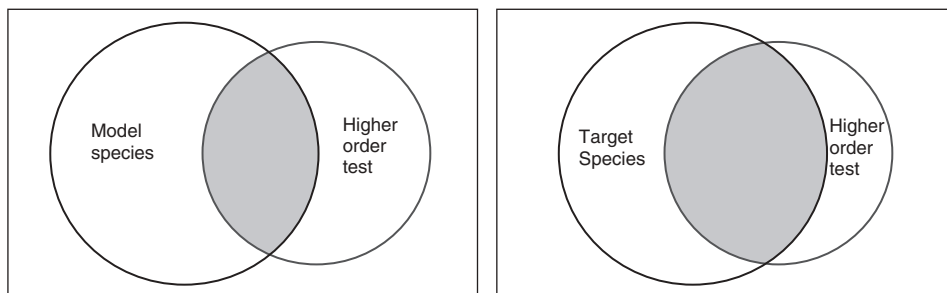 Model
species
Higher
order
test
Target
Species
Higher
order
test